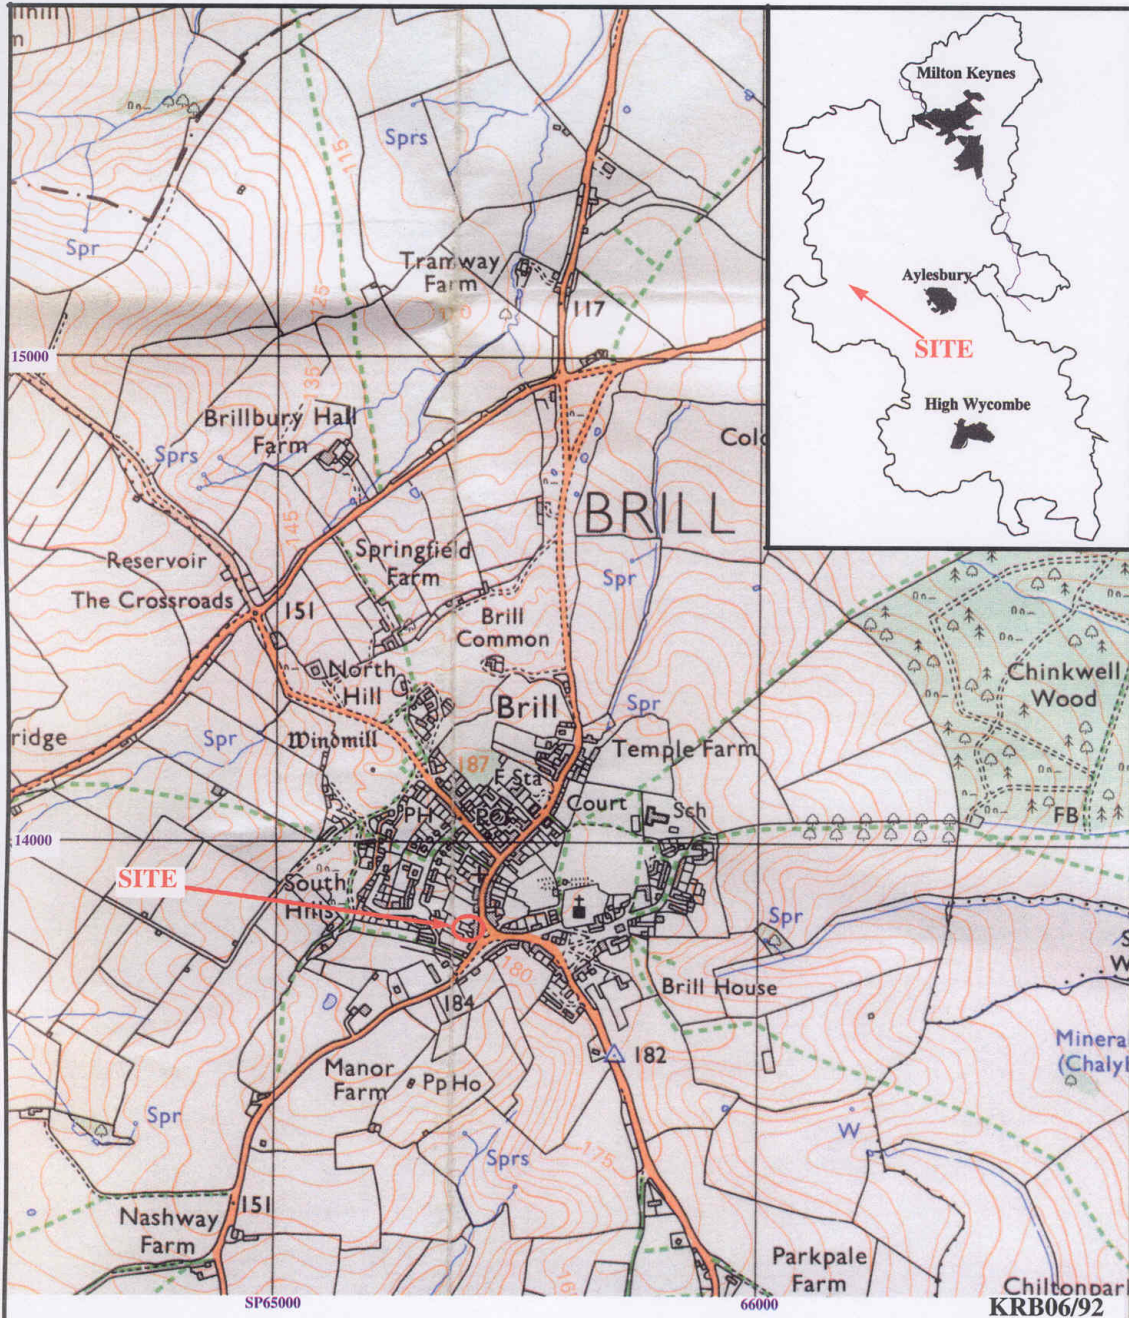 Milton Keynes
Sprs
115
Spr
Tramway
Farm
Aylesbury
125
110
117
SITE
15000
135
High Wycombe
Brillbury Hall
Farm
Sprs
BRILL
145
Springfield
Farm
Reservoir
Spr
The Crossroads
151
Brill
Common
North
Hill
Chinkwell
Wood
Brill
Spr
ridge
Spr
Windmill
Temple Farm
187
F Sta
PH
PO
Court
Sch
FB
14000
SITE
South
Hills
Spr
180
184
Brill House
182
Mineral
Manor
Farm
Pp Ho
Spr
W
Sprs
175
151
Nashway
Farm
Parkpale
Farm
SP65000
66000
KRB06/92